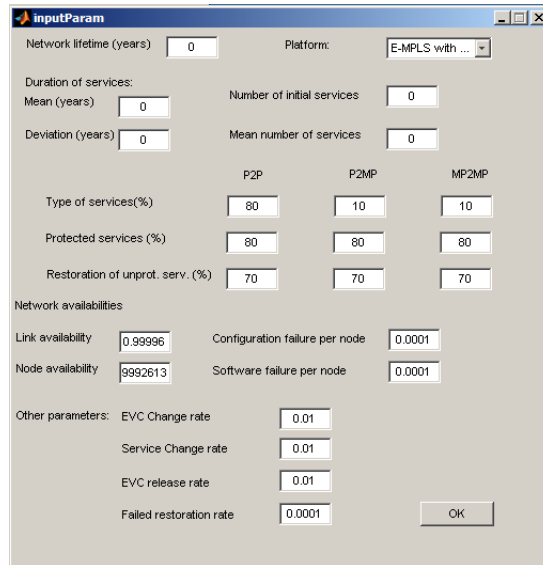 inputParam
Network lifetime (years) 0 Platform: E-MPLS with ...
Duration of services:
Mean (years) 0 Number of initial services 0
Deviation (years) 0 Mean number of services 0
P2P P2MP MP2MP
Type of services(%) 80 10 10
Protected services (%) 80 80 80
Restoration of unprot. serv. (%) 70 70 70
Network availabilities
Link availability 0.99996 Configuration failure per node 0.0001
Node availability 9992613 Software failure per node 0.0001
Other parameters: EVC Change rate 0.01
Service Change rate 0.01
EVC release rate 0.01
Failed restoration rate 0.0001 OK